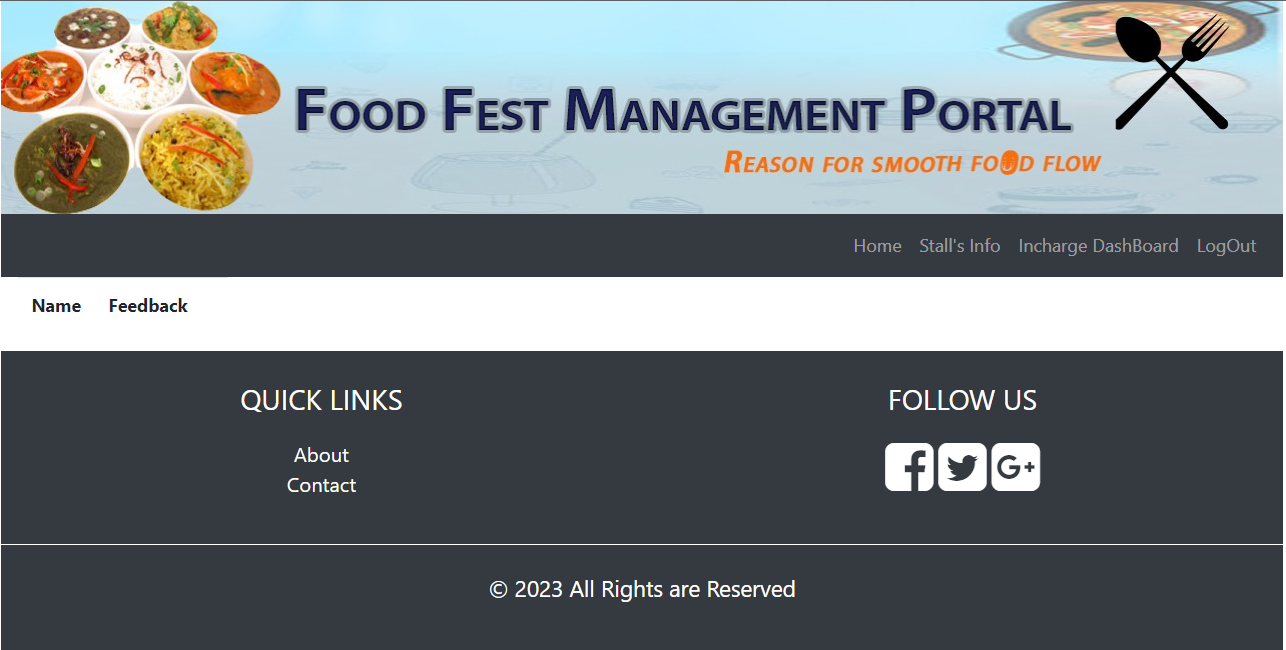 Food Fest Management Portal
Reason for smooth food flow
Home Stall's Info Incharge DashBoard LogOut
Name Feedback
QUICK LINKS
About
Contact
FOLLOW US
G+
© 2023 All Rights are Reserved